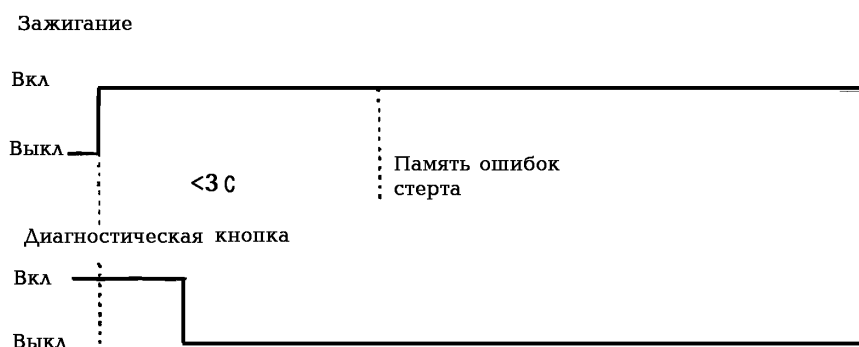 Зажигание
Вкл
Выкл
<3 С
Память ошибок
стерта
Диагностическая кнопка
Вкл
Выкл